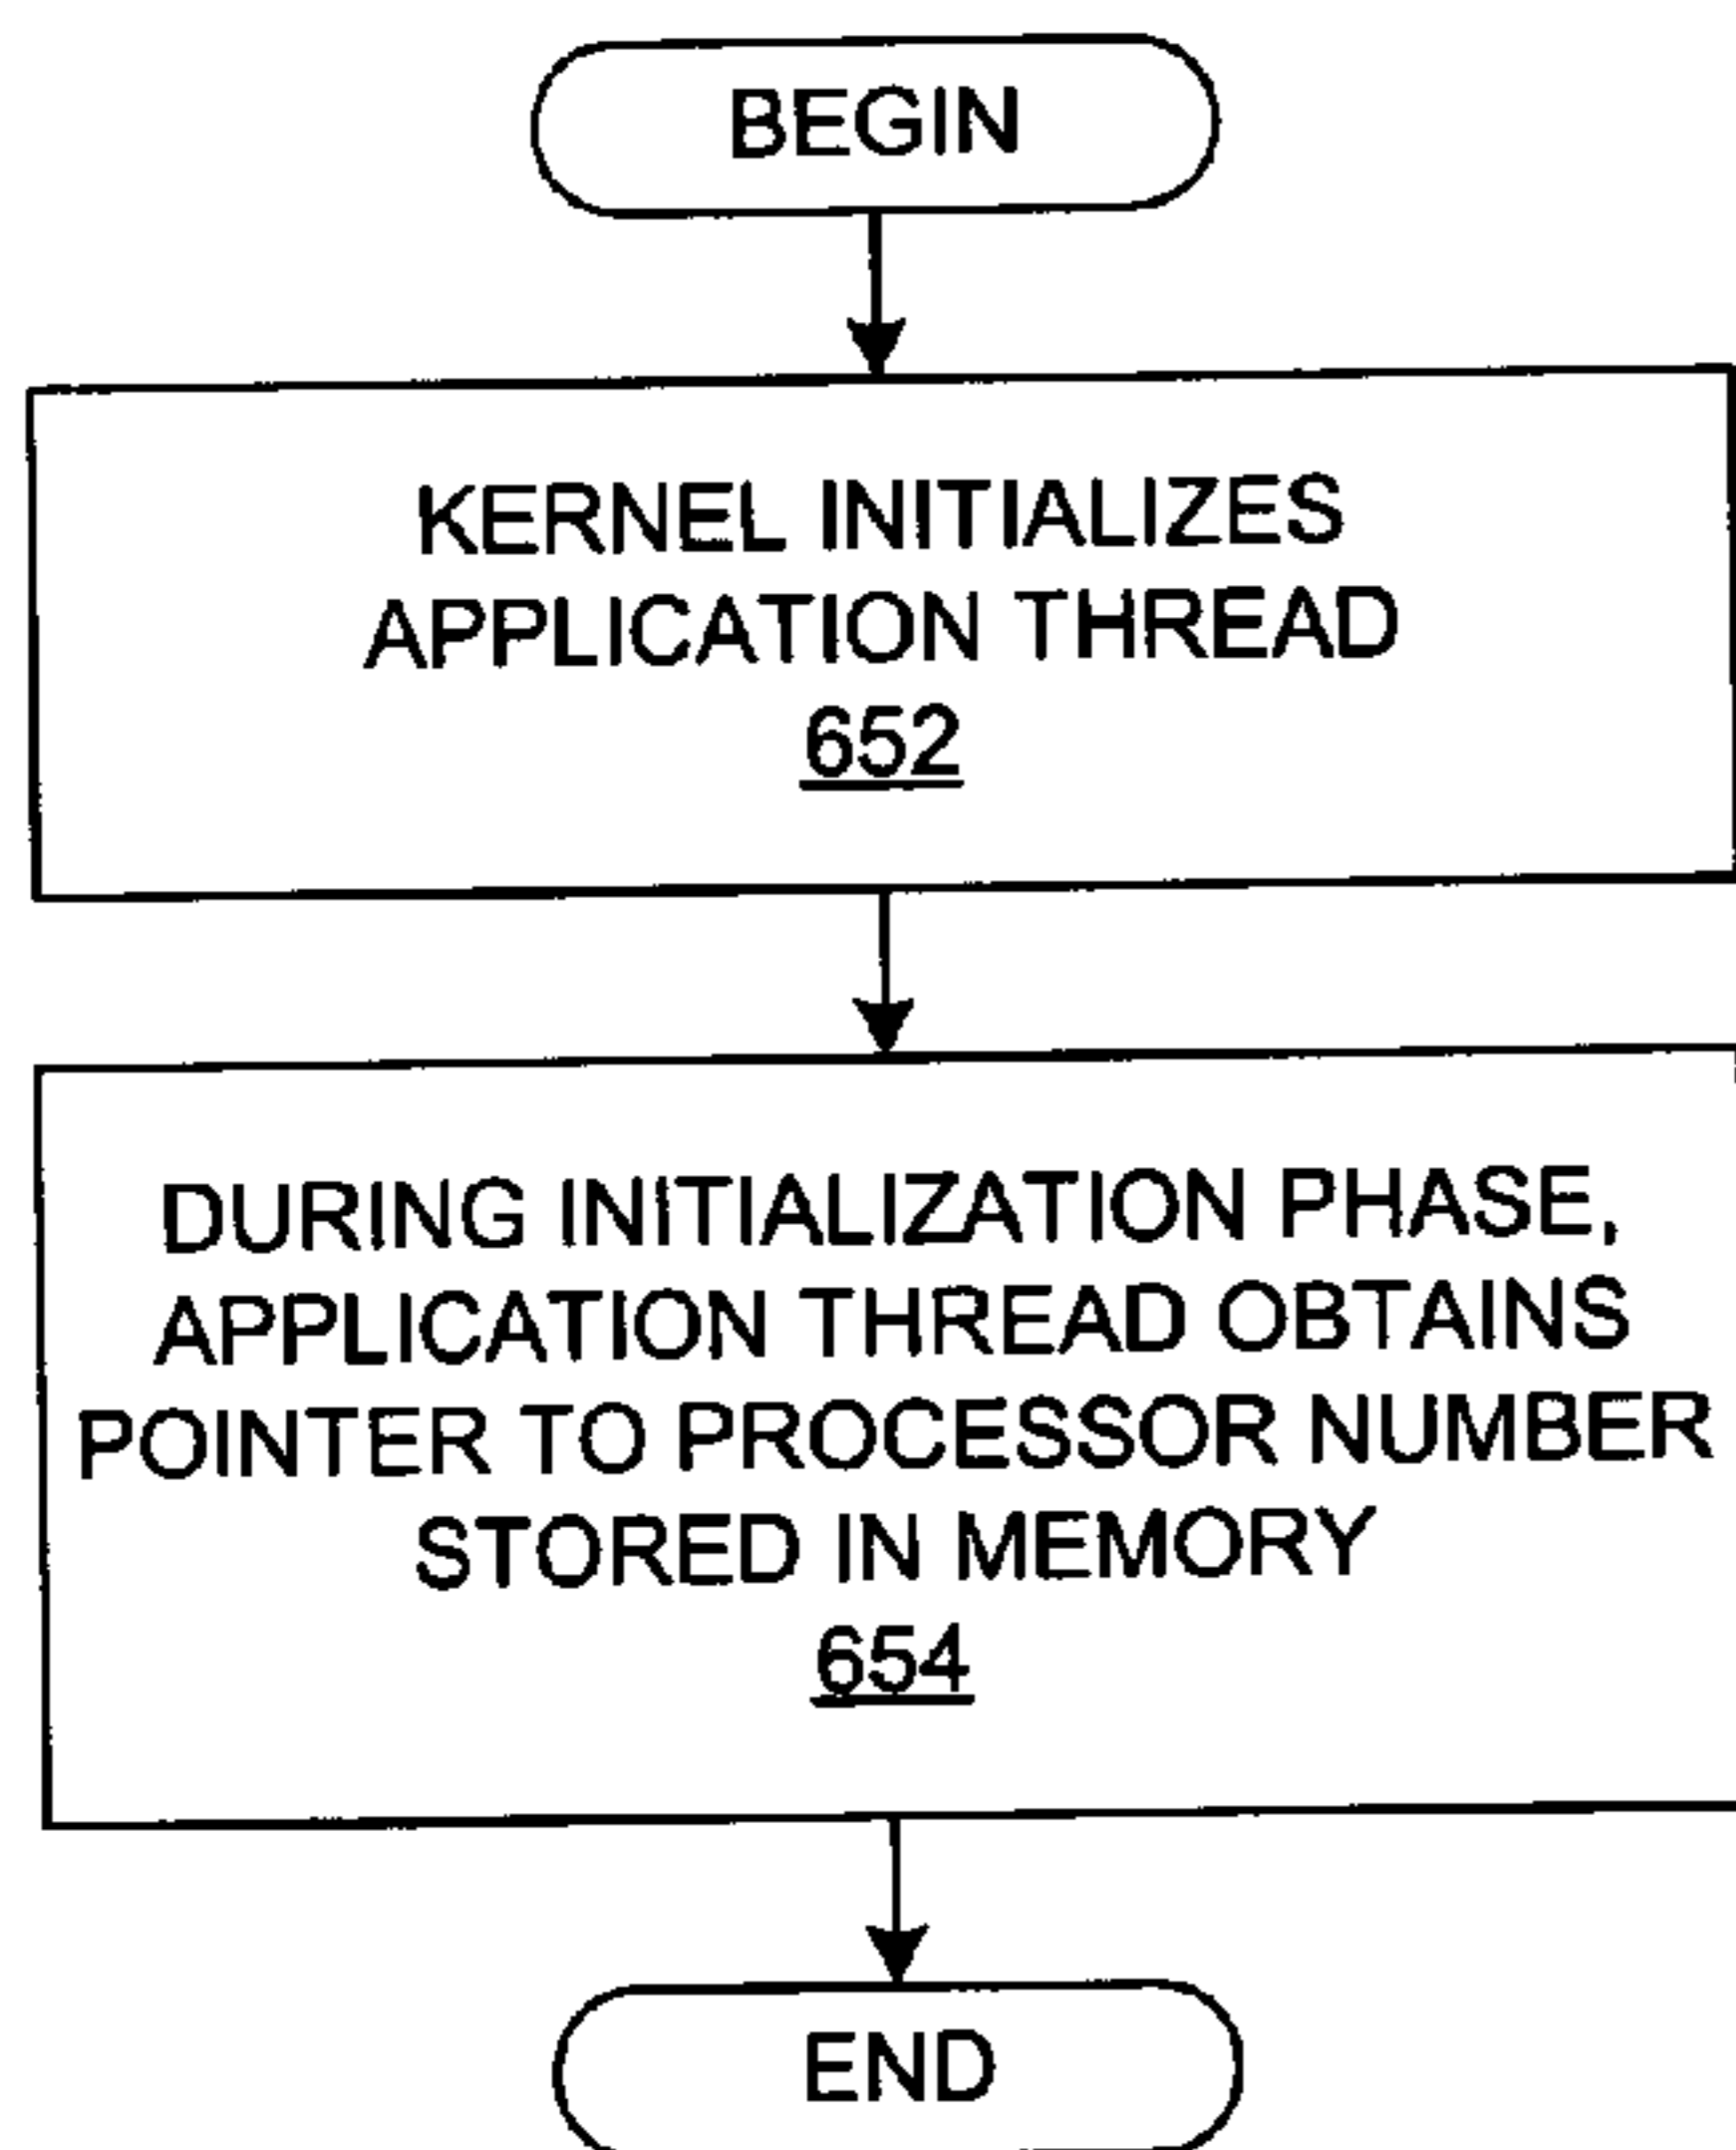 BEGIN
KERNEL INITIALIZES
APPLICATION THREAD
652
DURING INITIALIZATION PHASE,
APPLICATION THREAD OBTAINS
POINTER TO PROCESSOR NUMBER
STORED IN MEMORY
654
END